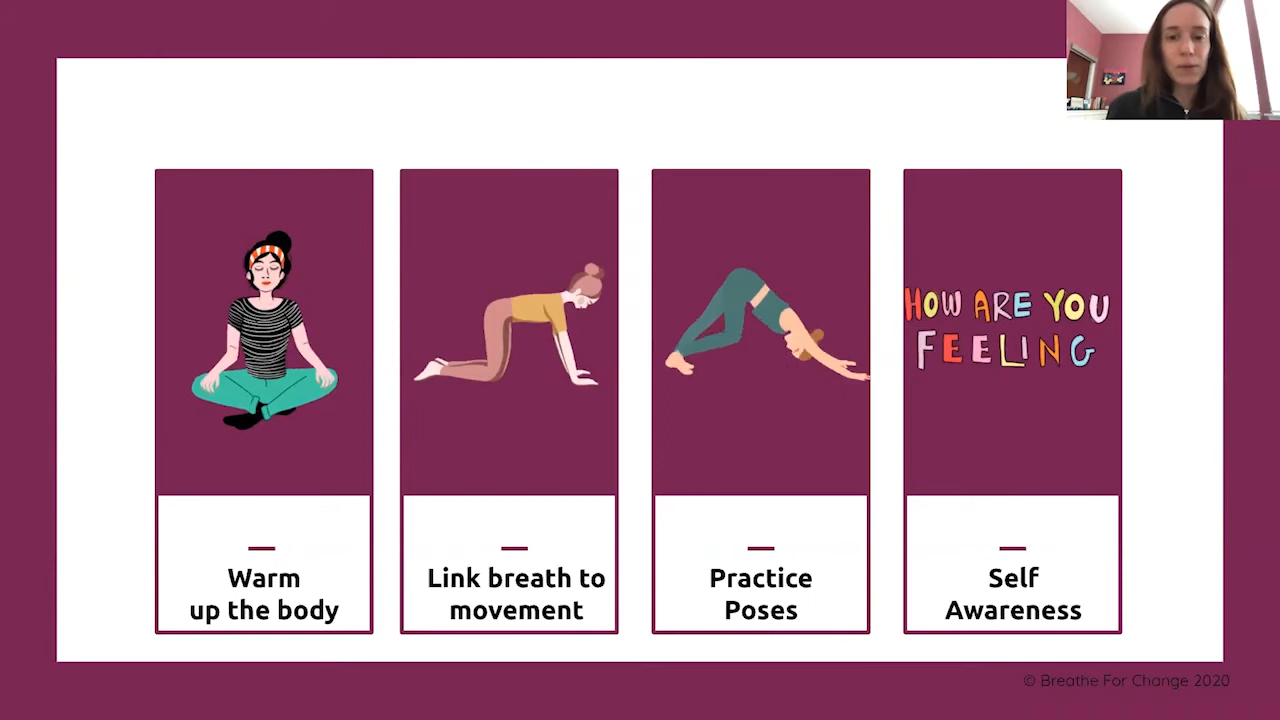 HOW ARE YOU
FEELING
Warm
up the body
Link breath to
movement
Practice
Poses
Self
Awareness
© Breathe For Change 2020